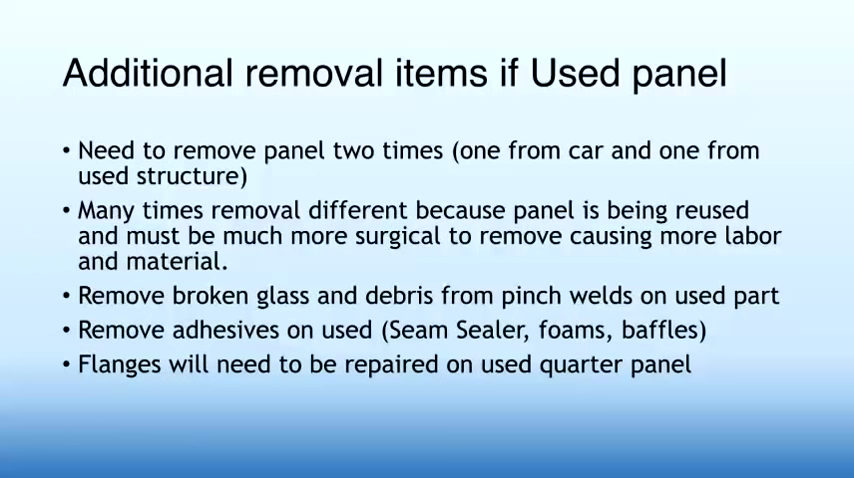 Additional removal items if Used panel
• Need to remove panel two times (one from car and one from
used structure)
• Many times removal different because panel is being reused
and must be much more surgical to remove causing more labor
and material.
• Remove broken glass and debris from pinch welds on used part
• Remove adhesives on used (Seam Sealer, foams, baffles)
• Flanges will need to be repaired on used quarter panel